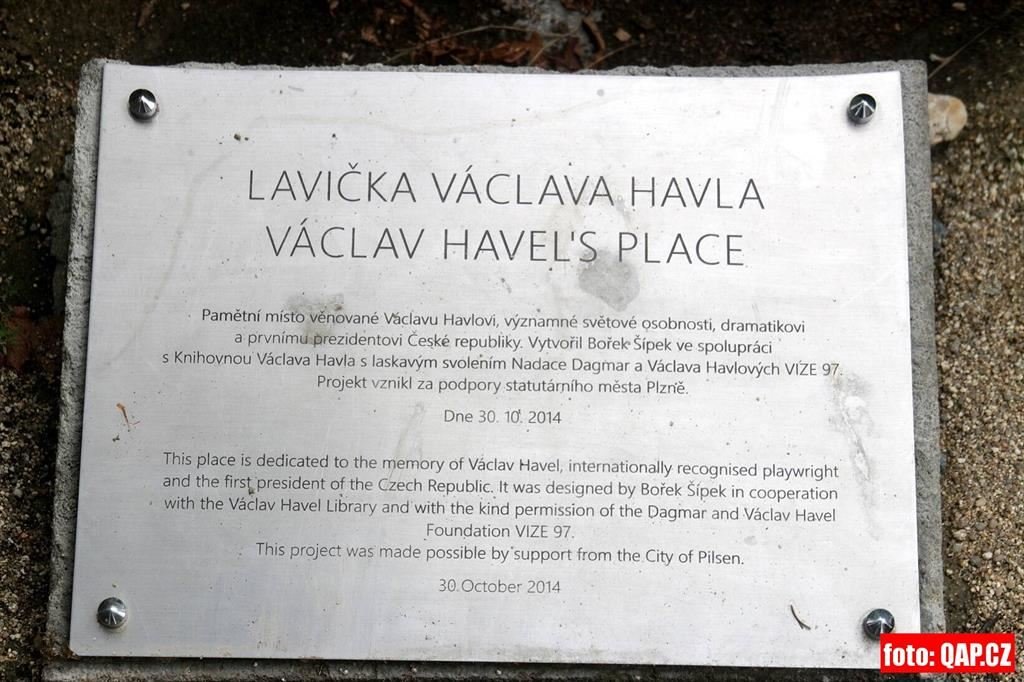 LAVIČKA VÁCLAVA HAVLA
VÁCLAV HAVEL'S PLACE
Pamětní místo věnované Václavu Havlovi, významné světové osobnosti, dramatikovi
a prvnímu prezidentovi České republiky. Vytvořil Bořek Šípek ve spolupráci
s Knihovnou Václava Havla s laskavým svolením Nadace Dagmar a Václava Havlových VIZE 97.
Projekt vznikl za podpory statutárního města Plzně.
Dne 30. 10. 2014
This place is dedicated to the memory of Václav Havel, internationally recognised playwright
and the first president of the Czech Republic. It was designed by Bořek Šípek in cooperation
with the Václav Havel Library and with the kind permission of the Dagmar and Václav Havel
Foundation VIZE 97.
This project was made possible by support from the City of Pilsen.
30 October 2014
foto: QAP.CZ